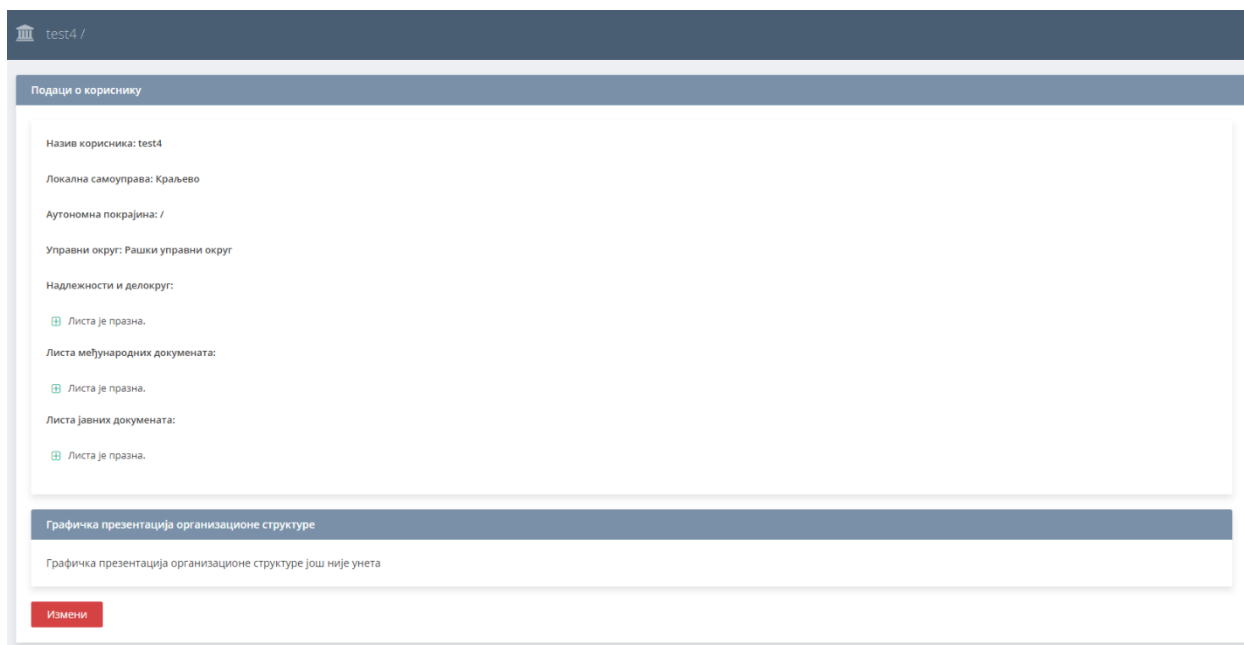 test4 /
Подаци о кориснику
Назив корисника: test4
Локална самоуправа: Краљево
Аутономна покрајина: /
Управни округ: Рашки управни округ
Надлежности и делокруг:
Листа је празна.
Листа међународних докумената:
Листа је празна.
Листа јавних докумената:
Листа је празна.
Графичка презентација организационе структуре
Графичка презентација организационе структуре још није унета
Измени